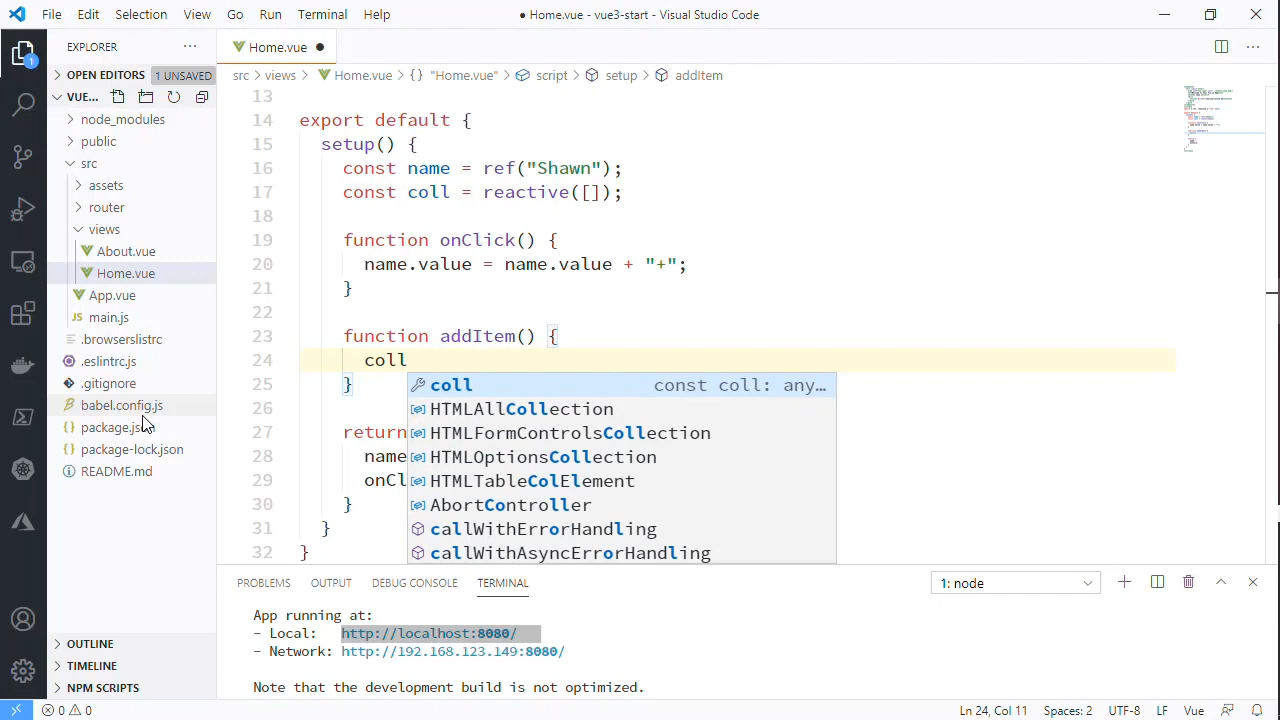 File Edit Selection View Go Run Terminal Help
● Home.vue - vue3-start - Visual Studio Code
EXPLORER
1
OPEN EDITORS 1 UNSAVED
VUE...
node_modules
public
src
assets
router
views
About.vue
Home.vue
App.vue
JS main.js
.browserslistrc
.eslintrc.js
.gitignore
babel.config.js
package.js
package-lock.json
README.md
OUTLINE
TIMELINE
NPM SCRIPTS
Home.vue ●
src > views > Home.vue > {} "Home.vue" > script > setup > addItem
13
14 export default {
15 setup() {
16 const name = ref("Shawn");
17 const coll = reactive([]);
18
19 function onClick() {
20 name.value = name.value + "+";
21 }
22
23 function addItem() {
24 coll
25 }
26
27 return
28 name
29 onCl
30 }
31 }
32 }
coll const coll: any…
HTMLAllCollection
HTMLFormControlsCollection
HTMLOptionsCollection
HTMLTableColElement
AbortController
callWithErrorHandling
callWithAsyncErrorHandling
PROBLEMS OUTPUT DEBUG CONSOLE TERMINAL 1: node
App running at:
- Local: http://localhost:8080/
- Network: http://192.168.123.149:8080/
Note that the development build is not optimized.
0 0 Ln 24, Col 11 Spaces: 2 UTF-8 LF Vue